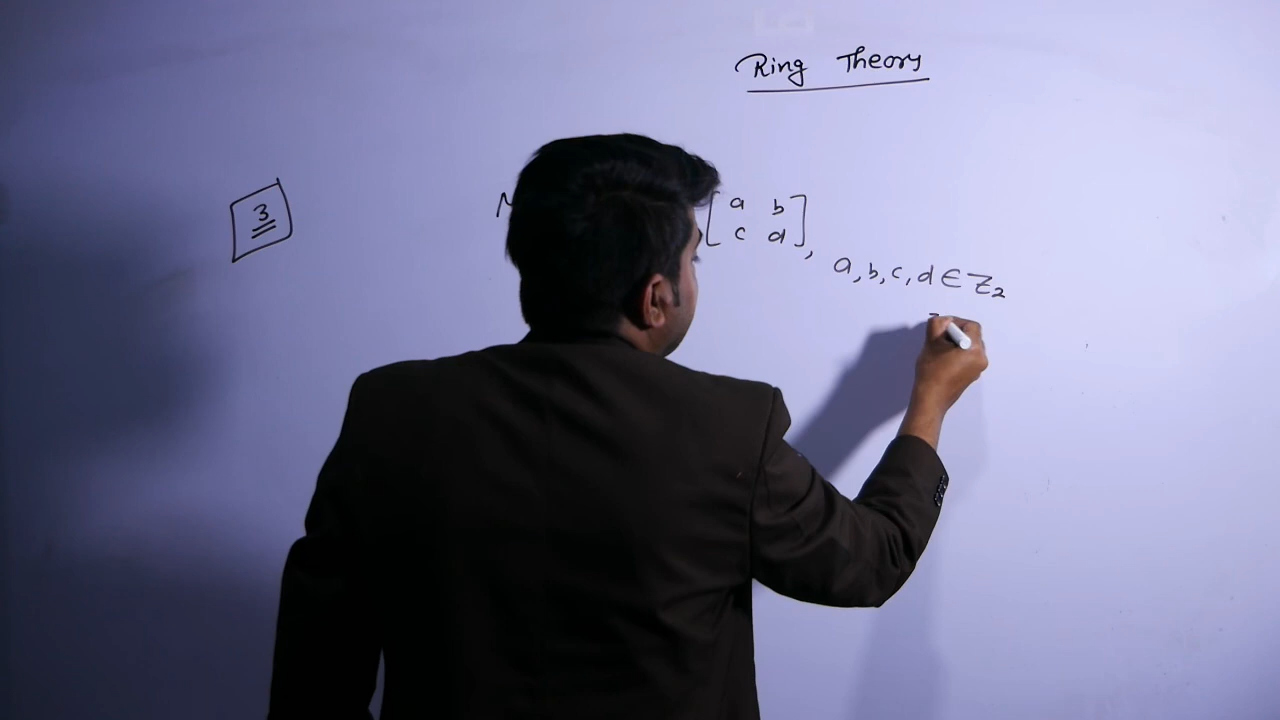 Ring Theory
3
[a b
c d],
a, b, c, d ∈ Z₂